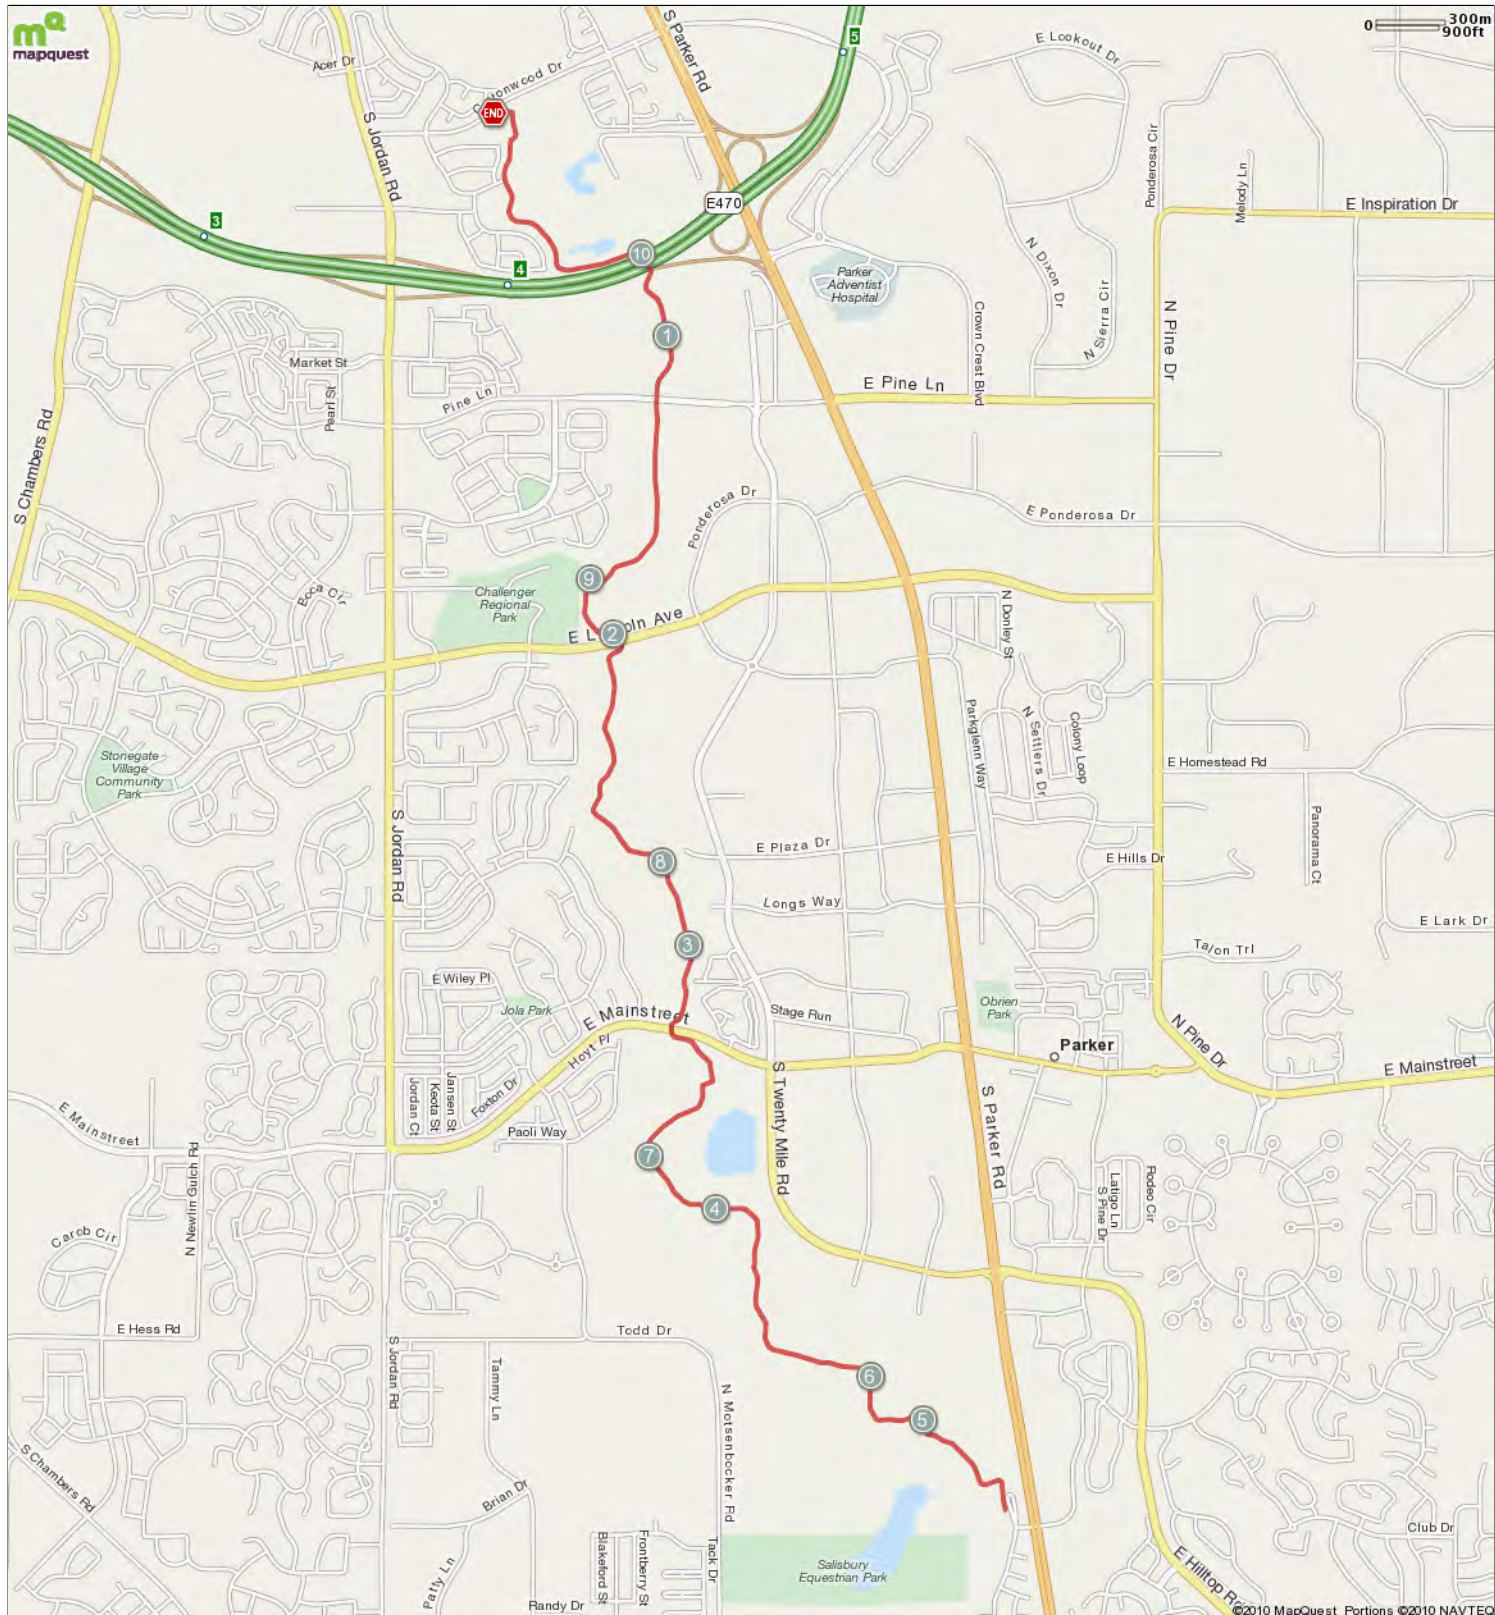 mapquest
0
300m
900ft
S Parker Rd
5
E Lookout Dr
Acer Dr
END
S Jordan Rd
Ponderosa Cir
Melody Ln
E470
E Inspiration Dr
3
4
10
N Dixon Dr
N Sierra Cir
Parker
Adventist
Hospital
Crown Crest Blvd
N Pine Dr
1
Market St
Pearl St
Pine Ln
E Pine Ln
S Chambers Rd
Ponderosa Dr
E Ponderosa Dr
9
Challenger
Regional
Park
Boca Cir
2
N Donley St
Parkglenn Way
N Settlers Dr
Colony Loop
Stonegate
Village
Community
Park
E Homestead Rd
Panorama Ct
S Jordan Rd
8
E Plaza Dr
E Hills Dr
Longs Way
E Lark Dr
3
Talon Trl
E Wiley Pl
Jola Park
E Mainstreet
Stage Run
Obrien
Park
Hoyt Pl
Parker
N Pine Dr
E Mainstreet
Jordan Ct
Keota St
Jansen St
Foxton Dr
S Twenty Mile Rd
S Parker Rd
E Mainstreet
Paoli Way
N Newlin Gulch Rd
7
4
Latigo Ln
S Pine Dr
Rodeo Cir
Carob Cir
E Hess Rd
S Jordan Rd
Todd Dr
Tammy Ln
6
N Motsenbocker Rd
5
S Chambers Rd
Brian Dr
Patty Ln
Blakeford St
Frontberry St
Tack Dr
Club Dr
Salisbury
Equestrian Park
Randy Dr
©2010 MapQuest Portions ©2010 NAVTEQ